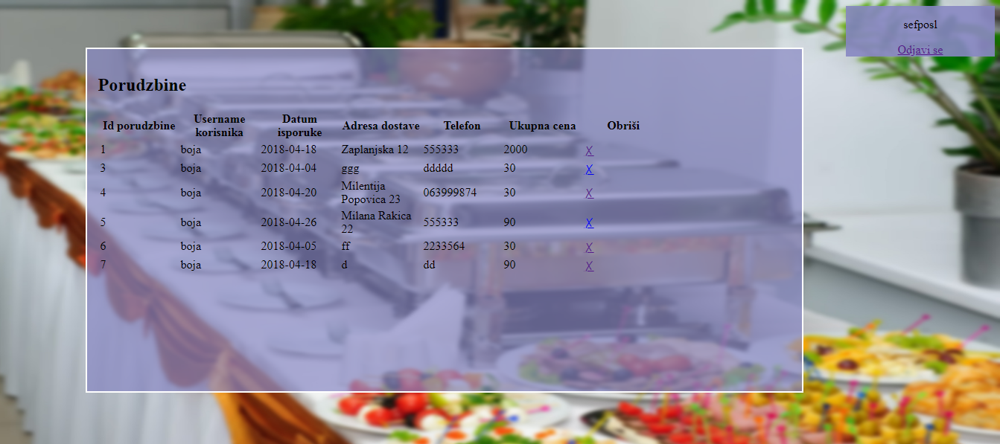 sefposl
Odjavi se
Porudzbine
Id porudzbine Username korisnika Datum isporuke Adresa dostave Telefon Ukupna cena Obriši
1 boja 2018-04-18 Zaplanjska 12 555333 2000 X
3 boja 2018-04-04 ggg ddddd 30 X
4 boja 2018-04-20 Milentija Popovica 23 063999874 30 X
5 boja 2018-04-26 Milana Rakica 22 555333 90 X
6 boja 2018-04-05 ff 2233564 30 X
7 boja 2018-04-18 d dd 90 X